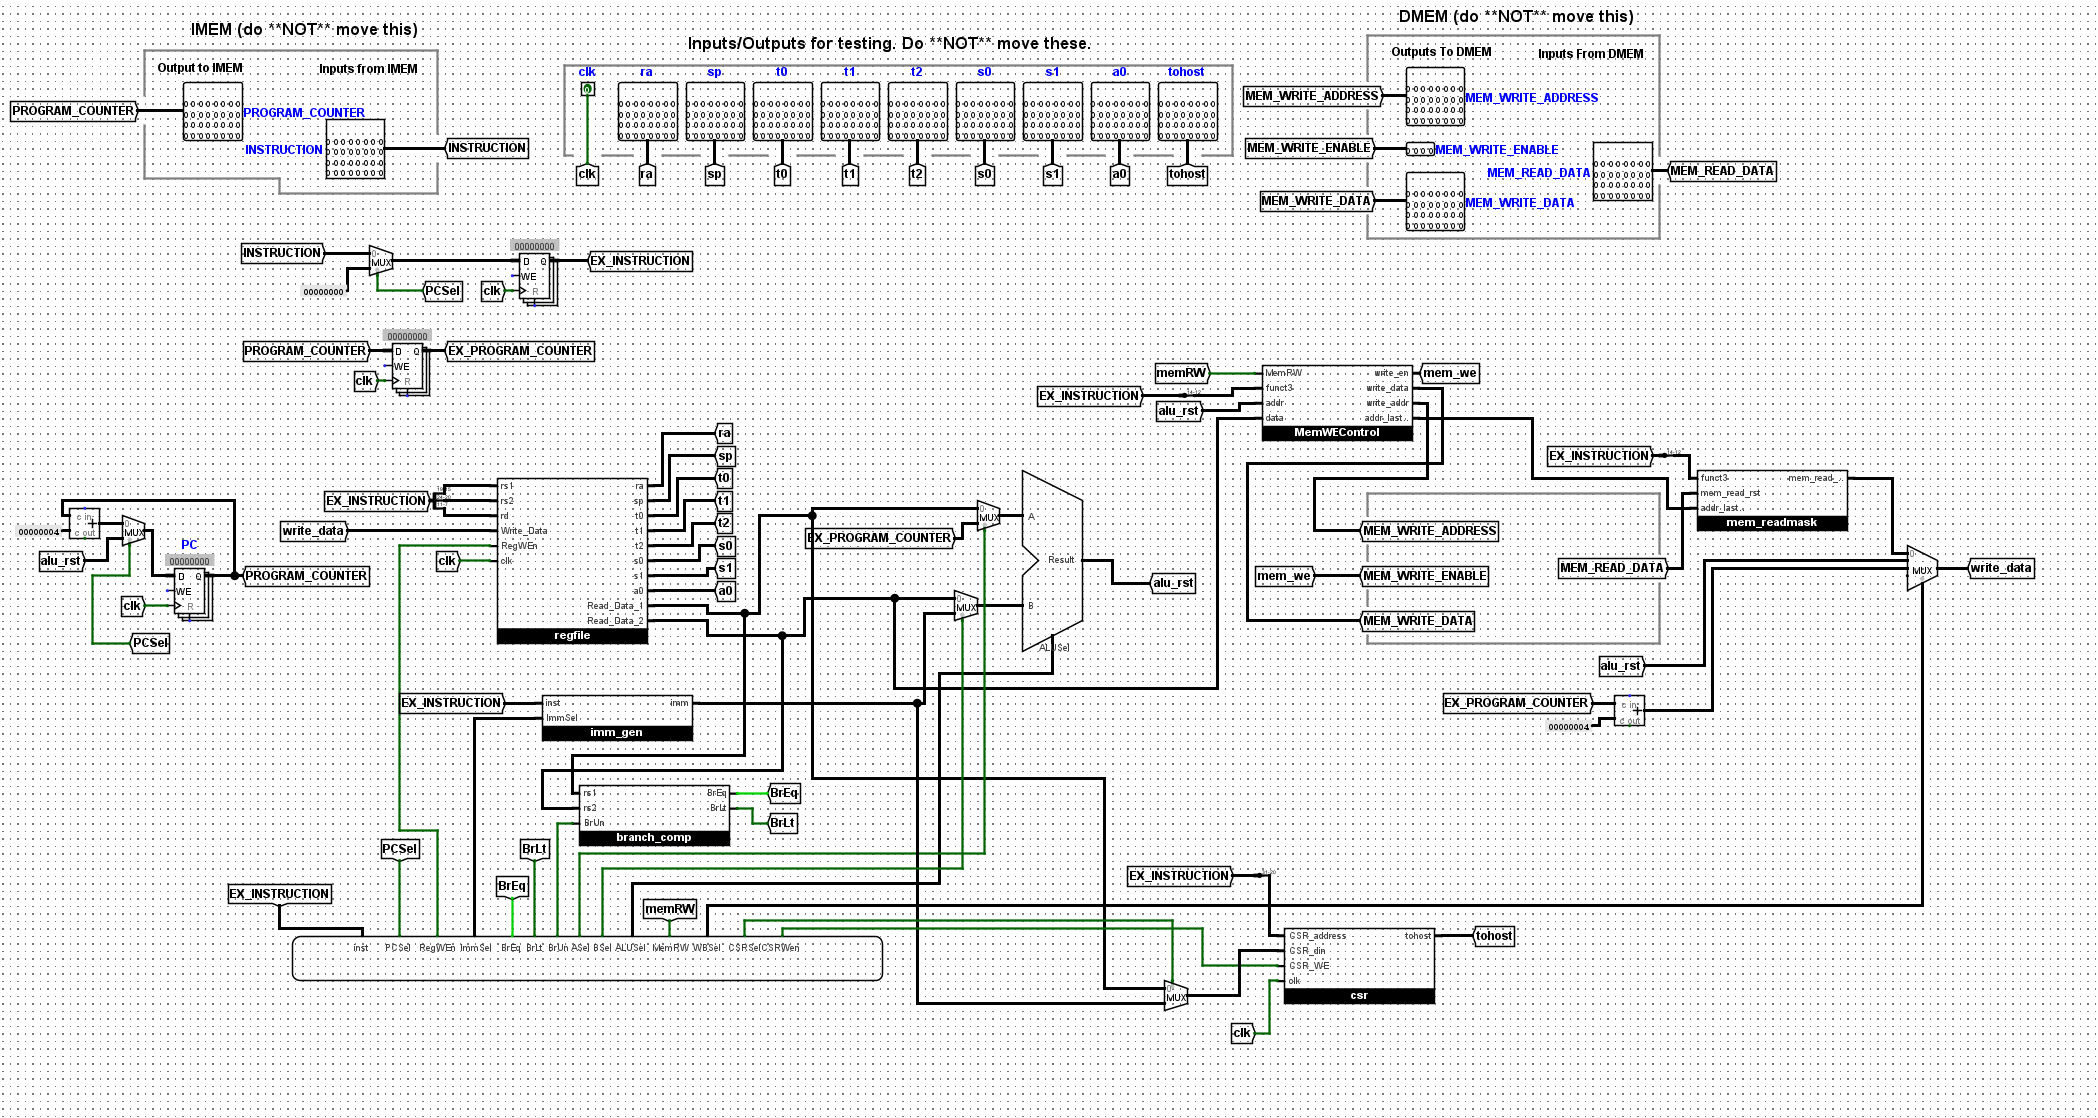 IMEM (do **NOT** move this)
Output to IMEM
Inputs from IMEM
PROGRAM_COUNTER
PROGRAM_COUNTER
INSTRUCTION
INSTRUCTION
Inputs/Outputs for testing. Do **NOT** move these.
clk ra sp t0 t1 t2 s0 s1 a0 tohost
clk ra sp t0 t1 t2 s0 s1 a0 tohost
DMEM (do **NOT** move this)
Outputs To DMEM
Inputs From DMEM
MEM_WRITE_ADDRESS
MEM_WRITE_ADDRESS
MEM_WRITE_ENABLE
MEM_WRITE_ENABLE
MEM_READ_DATA
MEM_READ_DATA
MEM_WRITE_DATA
MEM_WRITE_DATA
INSTRUCTION
0
MUX
00000000
PCSel
00000000
D Q
WE
R
clk
EX_INSTRUCTION
PROGRAM_COUNTER
00000000
D Q
WE
R
clk
EX_PROGRAM_COUNTER
00000004
c in
+
c out
alu_rst
0
MUX
PC
00000000
D Q
WE
R
clk
PROGRAM_COUNTER
PCSel
EX_INSTRUCTION
write_data
clk
rs1
rs2
rd
Write_Data
RegWEn
clk
ra
sp
t0
t1
t2
s0
s1
a0
Read_Data_1
Read_Data_2
regfile
ra
sp
t0
t1
t2
s0
s1
a0
EX_PROGRAM_COUNTER
0
MUX
0
MUX
A
B
Result
ALUSel
alu_rst
memRW
EX_INSTRUCTION
alu_rst
MemRW
funct3
addr
data
write_en
write_data
write_addr
addr_last..
MemWEControl
mem_we
EX_INSTRUCTION
funct3
mem_read_rst
addr_last..
mem_read_..
mem_readmask
MEM_WRITE_ADDRESS
mem_we
MEM_WRITE_ENABLE
MEM_WRITE_DATA
MEM_READ_DATA
0
MUX
write_data
alu_rst
EX_PROGRAM_COUNTER
00000004
c in
+
c out
EX_INSTRUCTION
inst
ImmSel
imm
imm_gen
rs1
rs2
BrUn
BrEq
BrLt
branch_comp
BrEq
BrLt
PCSel
BrLt
BrEq
EX_INSTRUCTION
memRW
inst PCSel RegWEn ImmSel BrEq BrLt BrUn ASel BSel ALUSel MemRW WBSel CSRSel CSRWen
EX_INSTRUCTION
0
MUX
CSR_address
CSR_din
CSR_WE
clk
tohost
csr
tohost
clk